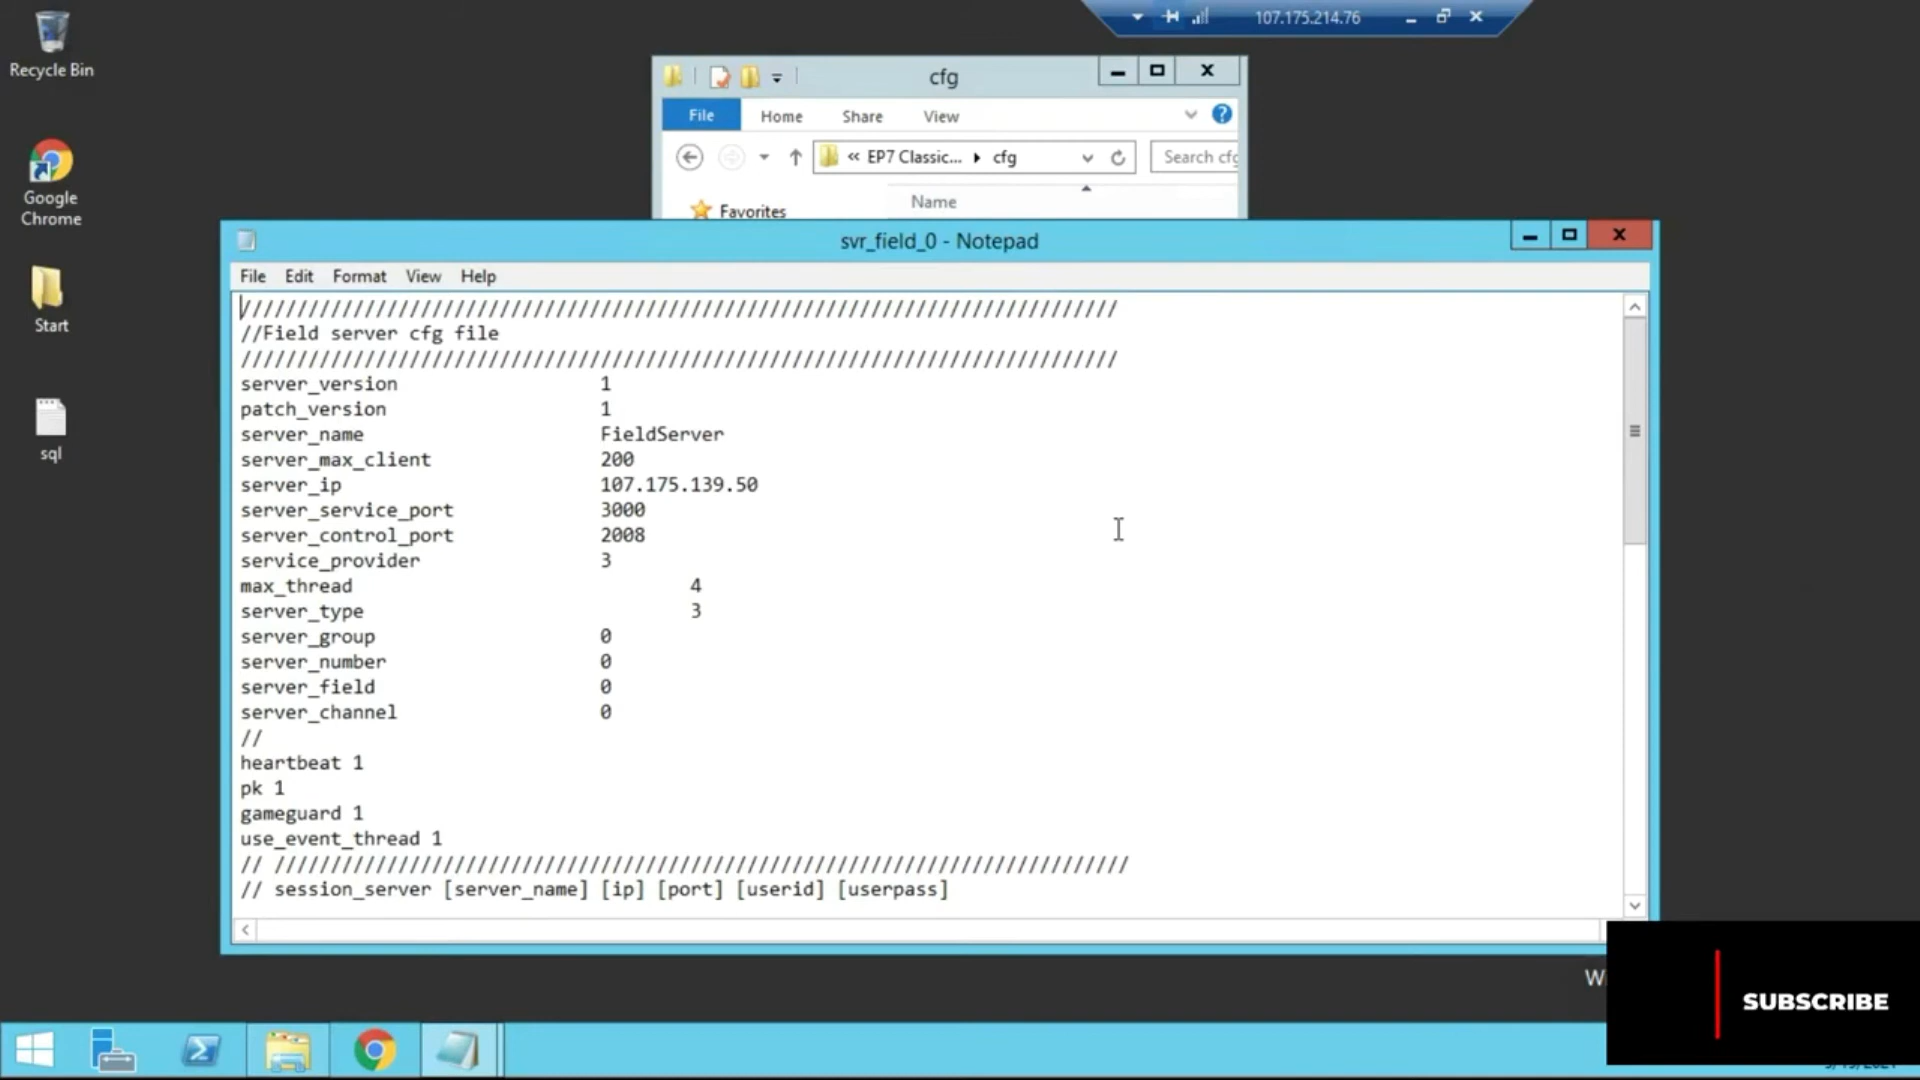 107.175.214.76
Recycle Bin
Google
Chrome
Start
sql
cfg
File Home Share View
« EP7 Classic... cfg
Search cfg
Favorites
Name
svr_field_0 - Notepad
File Edit Format View Help
//////////////////////////////////////////////////////////////////////////////
//Field server cfg file
//////////////////////////////////////////////////////////////////////////////
server_version 1
patch_version 1
server_name FieldServer
server_max_client 200
server_ip 107.175.139.50
server_service_port 3000
server_control_port 2008
service_provider 3
max_thread 4
server_type 3
server_group 0
server_number 0
server_field 0
server_channel 0
//
heartbeat 1
pk 1
gameguard 1
use_event_thread 1
// ////////////////////////////////////////////////////////////////////////////
// session_server [server_name] [ip] [port] [userid] [userpass]
SUBSCRIBE